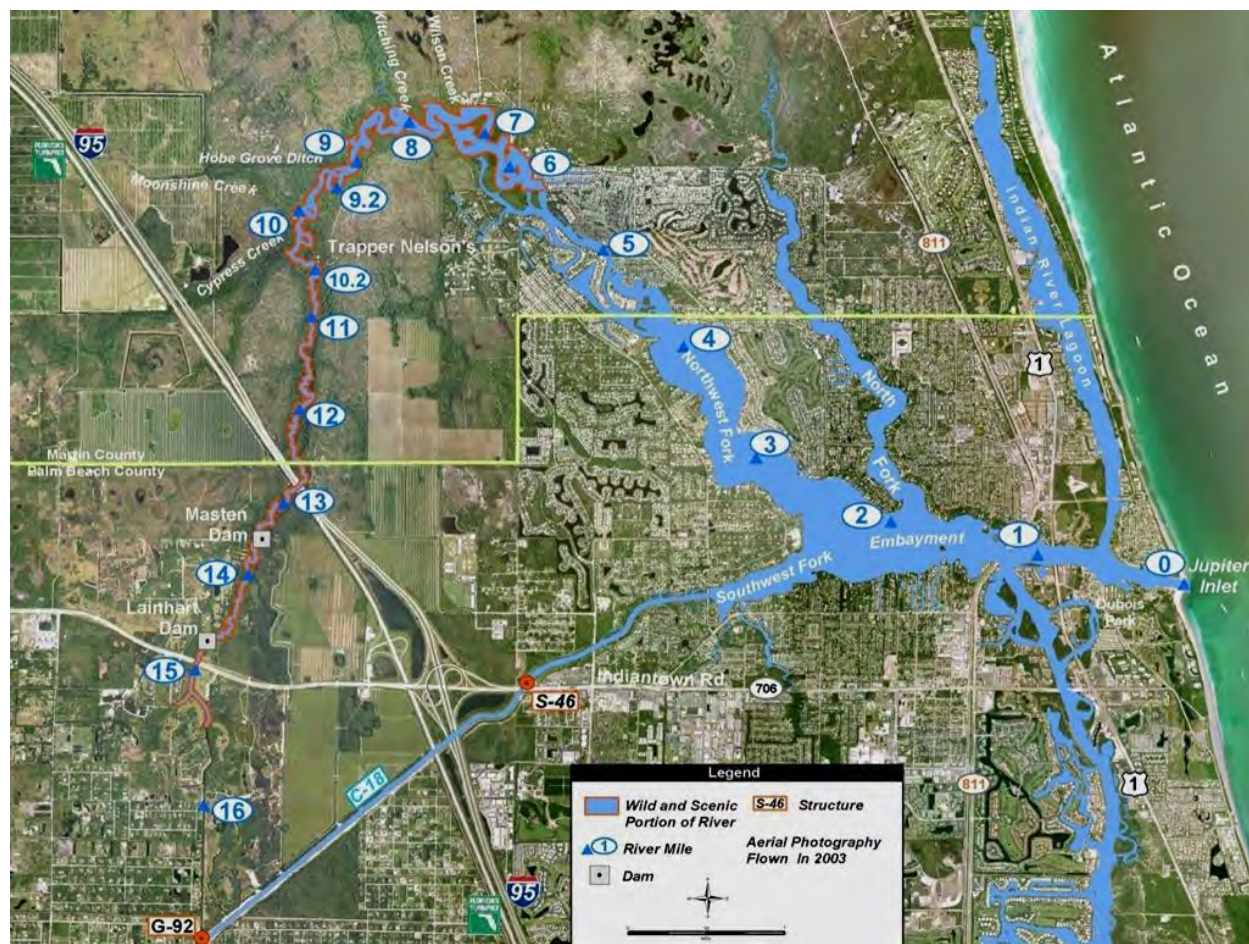 Kitching Creek
Wilson Creek
Atlantic Ocean
95
7
9
Hobe Grove Ditch
8
6
Moonshine Creek
9.2
10
Trapper Nelson's
5
811
Cypress Creek
10.2
Indian River Lagoon
11
4
1
Northwest Fork
North Fork
12
3
Martin County
Palm Beach County
13
Masten
Dam
2
Embayment
1
14
Southwest Fork
0
Jupiter
Inlet
Lainhart
Dam
Dubois
Park
15
Indiantown Rd
706
S-46
C-18
811
1
16
Legend
Wild and Scenic
Portion of River
S-46 Structure
1 River Mile
Aerial Photography
Flown In 2003
Dam
95
G-92